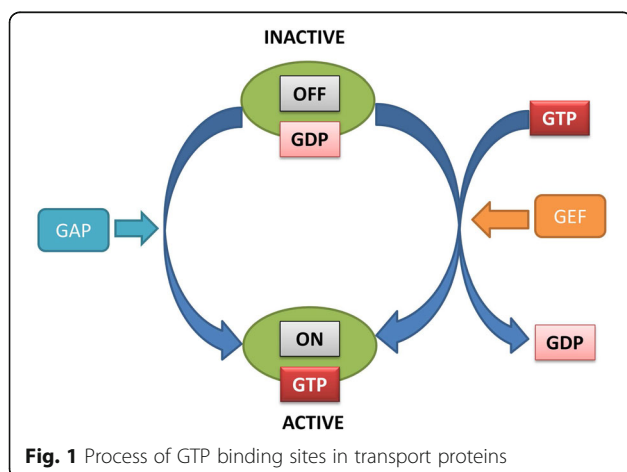 INACTIVE
OFF
GDP
GTP
GAP
GEF
ON
GTP
GDP
ACTIVE
Fig. 1 Process of GTP binding sites in transport proteins